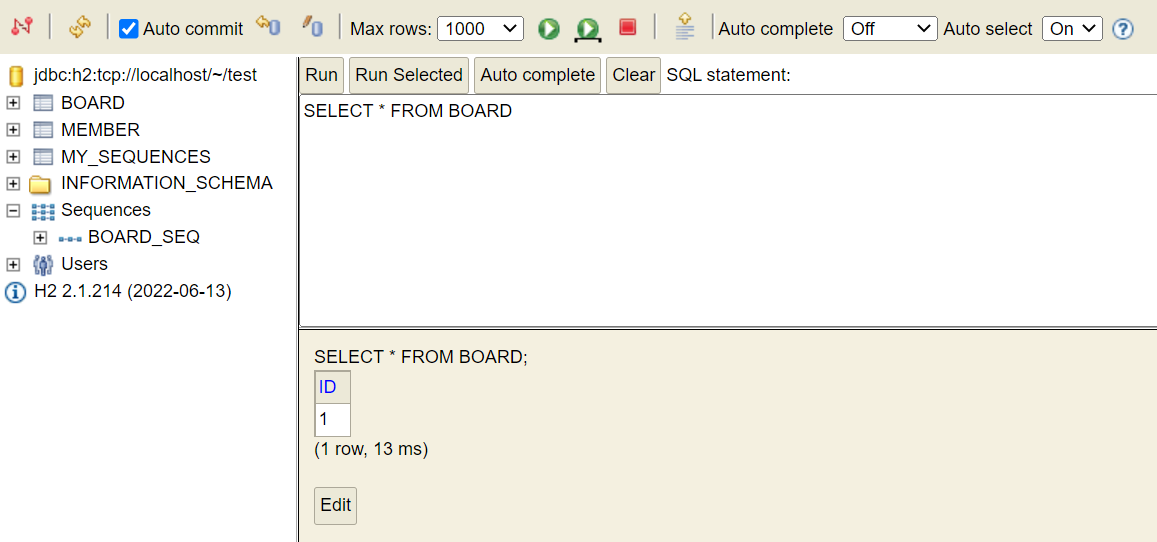 Auto commit Max rows: 1000 Auto complete Off Auto select On
jdbc:h2:tcp://localhost/~/test
BOARD
MEMBER
MY_SEQUENCES
INFORMATION_SCHEMA
Sequences
BOARD_SEQ
Users
H2 2.1.214 (2022-06-13)
Run Run Selected Auto complete Clear SQL statement:
SELECT * FROM BOARD
SELECT * FROM BOARD;
ID
1
(1 row, 13 ms)
Edit